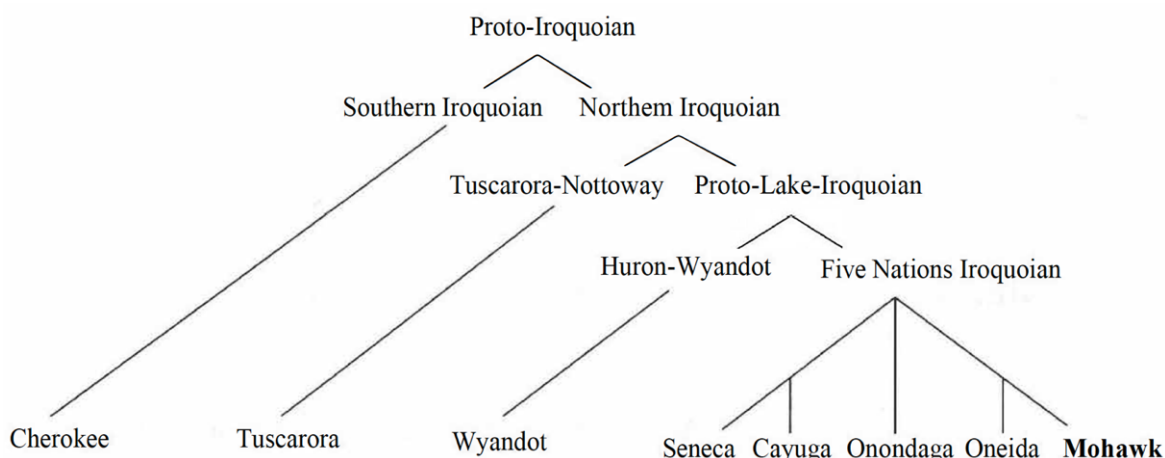 Proto-Iroquoian
Southern Iroquoian Northem Iroquoian
Tuscarora-Nottoway Proto-Lake-Iroquoian
Huron-Wyandot Five Nations Iroquoian
Cherokee Tuscarora Wyandot Seneca Cayuga Onondaga Oneida Mohawk